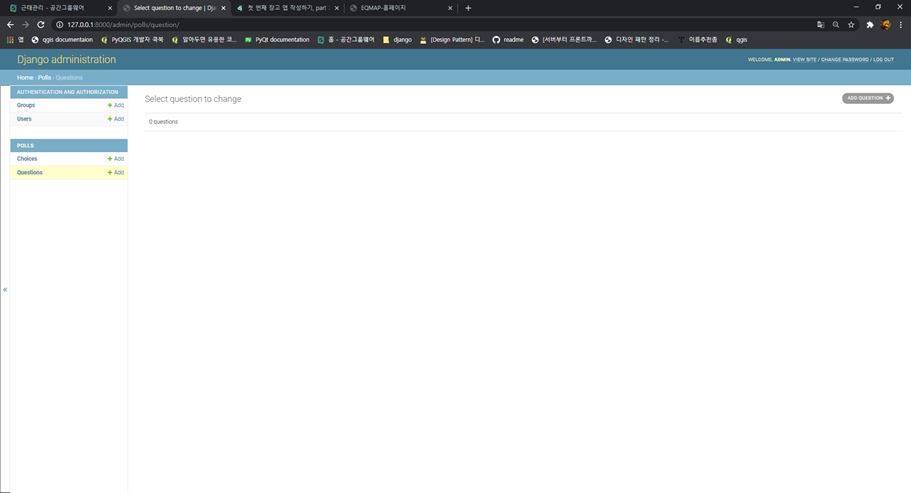 근태관리 - 공간그룹웨어
Select question to change | Dja
첫 번째 장고 앱 작성하기, part
EQMAP-홈페이지
127.0.0.1:8000/admin/polls/question/
앱
qgis documentaion
PyQGIS 개발자 쿡북
알아두면 유용한 코...
PyQt documentation
홈 - 공간그룹웨어
django
[Design Pattern] 디...
readme
[서버부터 프론트까...
디자인 패턴 정리 -...
이름추천좀
qgis
Django administration
WELCOME, ADMIN. VIEW SITE / CHANGE PASSWORD / LOG OUT
Home › Polls › Questions
AUTHENTICATION AND AUTHORIZATION
Groups
+ Add
Users
+ Add
POLLS
Choices
+ Add
Questions
+ Add
«
Select question to change
ADD QUESTION +
0 questions